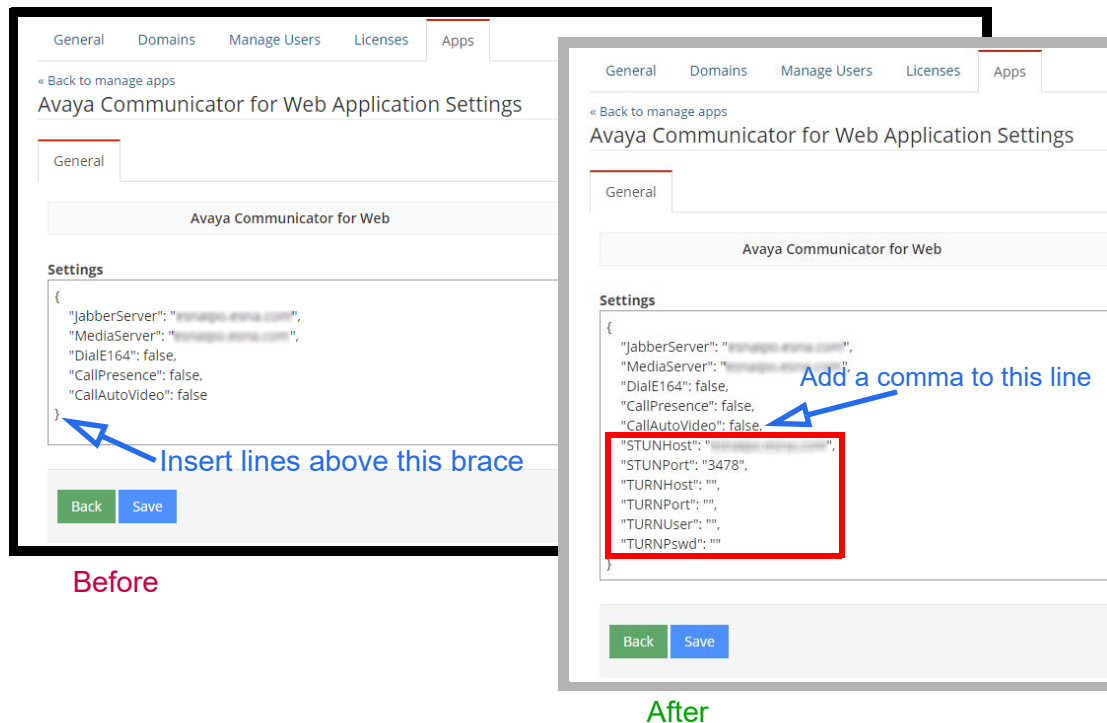 General Domains Manage Users Licenses Apps
« Back to manage apps
Avaya Communicator for Web Application Settings
General
Avaya Communicator for Web
Settings
{
"JabberServer": "",
"MediaServer": "",
"DialE164": false,
"CallPresence": false,
"CallAutoVideo": false
}
Insert lines above this brace
Back Save
Before
General Domains Manage Users Licenses Apps
« Back to manage apps
Avaya Communicator for Web Application Settings
General
Avaya Communicator for Web
Settings
{
"JabberServer": "",
"MediaServer": "",
"DialE164": false,
Add a comma to this line
"CallPresence": false,
"CallAutoVideo": false,
"STUNHost": "",
"STUNPort": "3478",
"TURNHost": "",
"TURNPort": "",
"TURNUser": "",
"TURNPswd": ""
}
Back Save
After